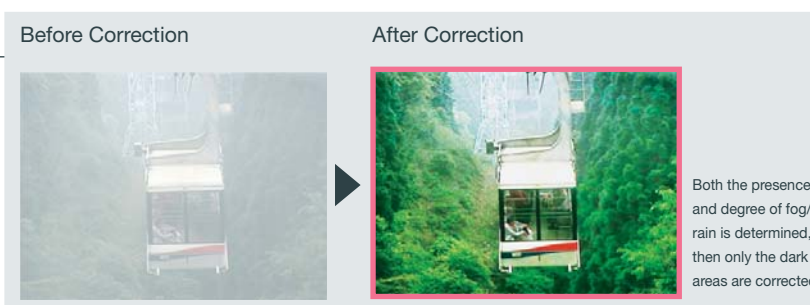 Before Correction
After Correction
Both the presence
and degree of fog/
rain is determined,
then only the dark
areas are corrected